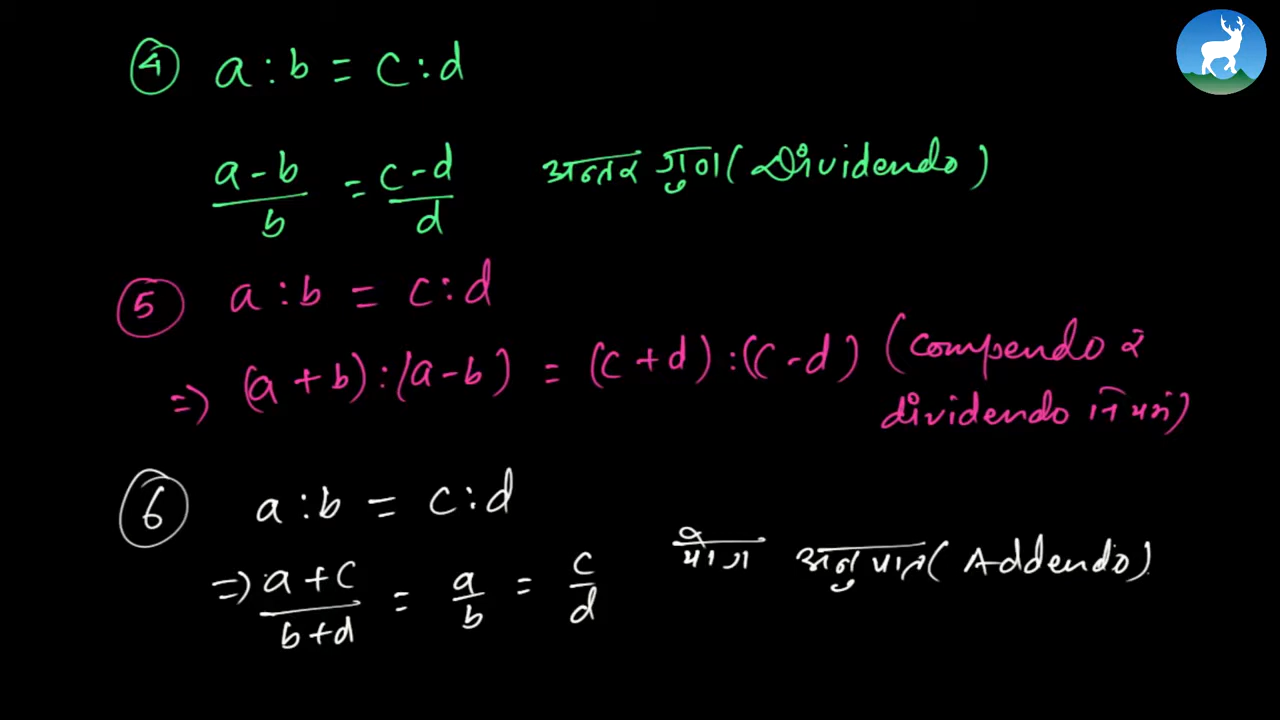 ④ a : b = c : d
(a - b)/b = (c - d)/d अन्तर गुणा (Dividendo)
⑤ a : b = c : d
⇒ (a + b) : (a - b) = (c + d) : (c - d) (Compendo व
dividendo नियम)
⑥ a : b = c : d
⇒ (a + c)/(b + d) = a/b = c/d योग अनुपात (Addendo).